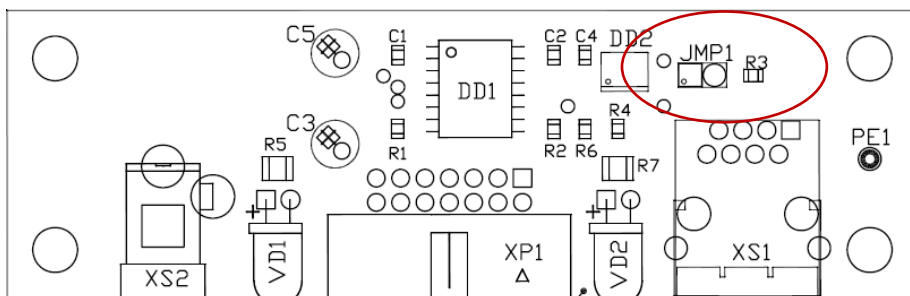 C5 C1 C2 C4 DD2 JMP1 R3
DD1
C3 R1 R2 R6 R4 PE1
R5 R7
+ VD1 XP1 + VD2 XS1
XS2